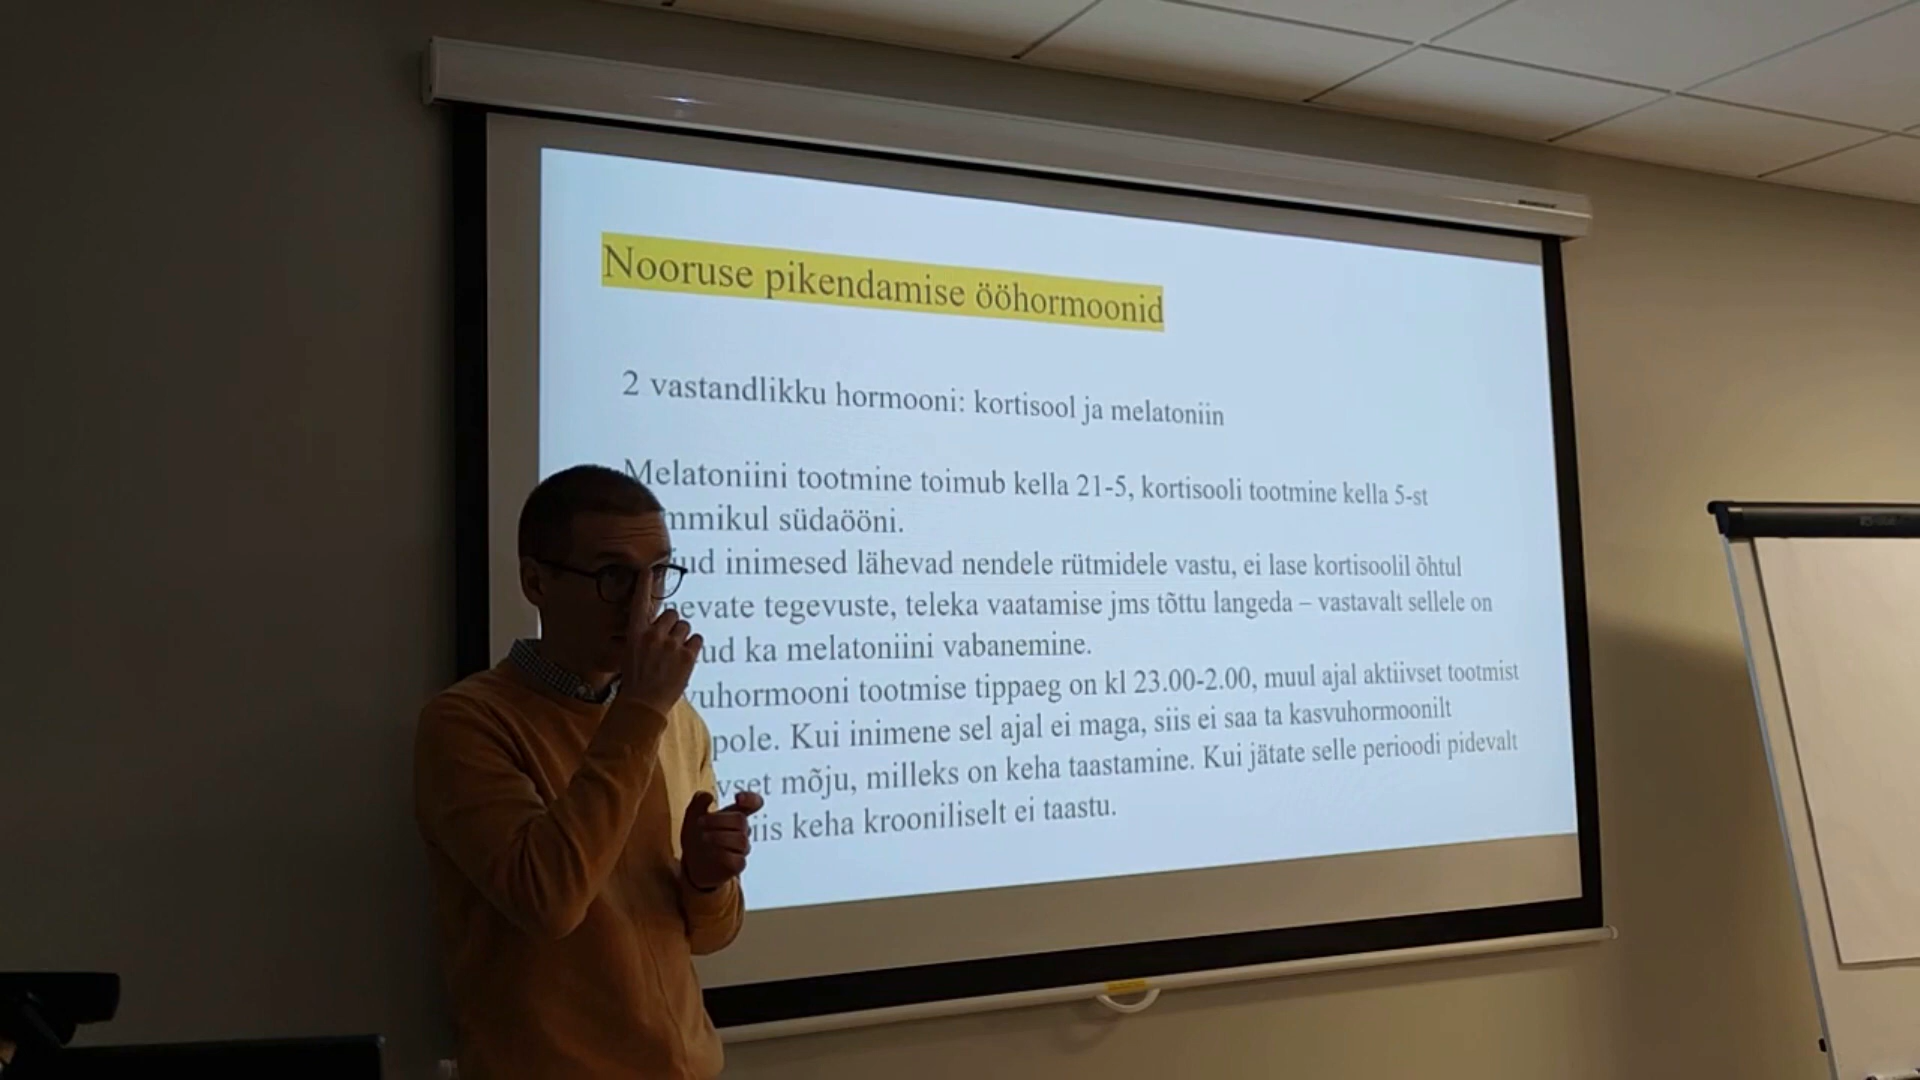 Nooruse pikendamise ööhormoonid
2 vastandlikku hormooni: kortisool ja melatoniin
Melatoniini tootmine toimub kella 21-5, kortisooli tootmine kella 5-st
südaööni.
inimesed lähevad nendele rütmidele vastu, ei lase kortisoolil õhtul
tegevuste, teleka vaatamise jms tõttu langeda – vastavalt sellele on
ka melatoniini vabanemine.
tootmise tippaeg on kl 23.00-2.00, muul ajal aktiivset tootmist
pole. Kui inimene sel ajal ei maga, siis ei saa ta kasvuhormoonilt
mõju, milleks on keha taastamine. Kui jätate selle perioodi pidevalt
keha krooniliselt ei taastu.